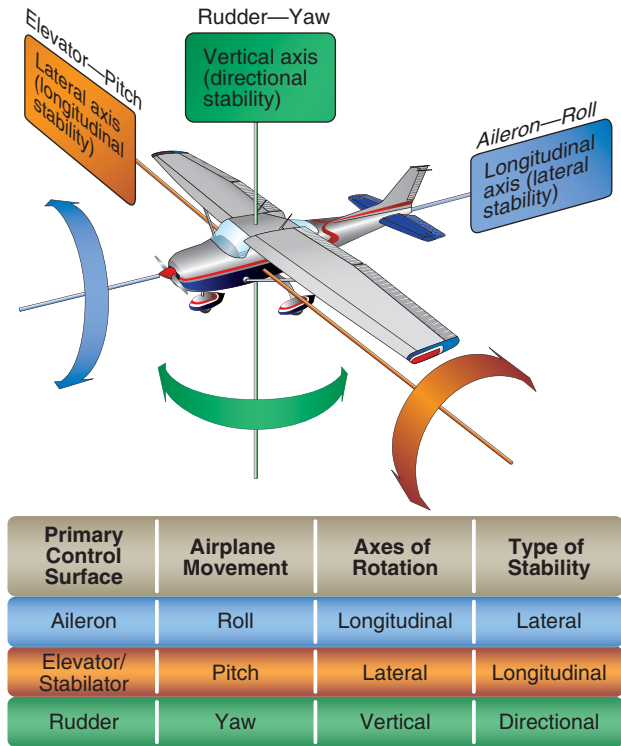 Rudder—Yaw
Vertical axis
(directional
stability)
Elevator—Pitch
Lateral axis
(longitudinal
stability)
Aileron—Roll
Longitudinal
axis (lateral
stability)
Primary
Control
Surface
Airplane
Movement
Axes of
Rotation
Type of
Stability
Aileron
Roll
Longitudinal
Lateral
Elevator/
Stabilator
Pitch
Lateral
Longitudinal
Rudder
Yaw
Vertical
Directional